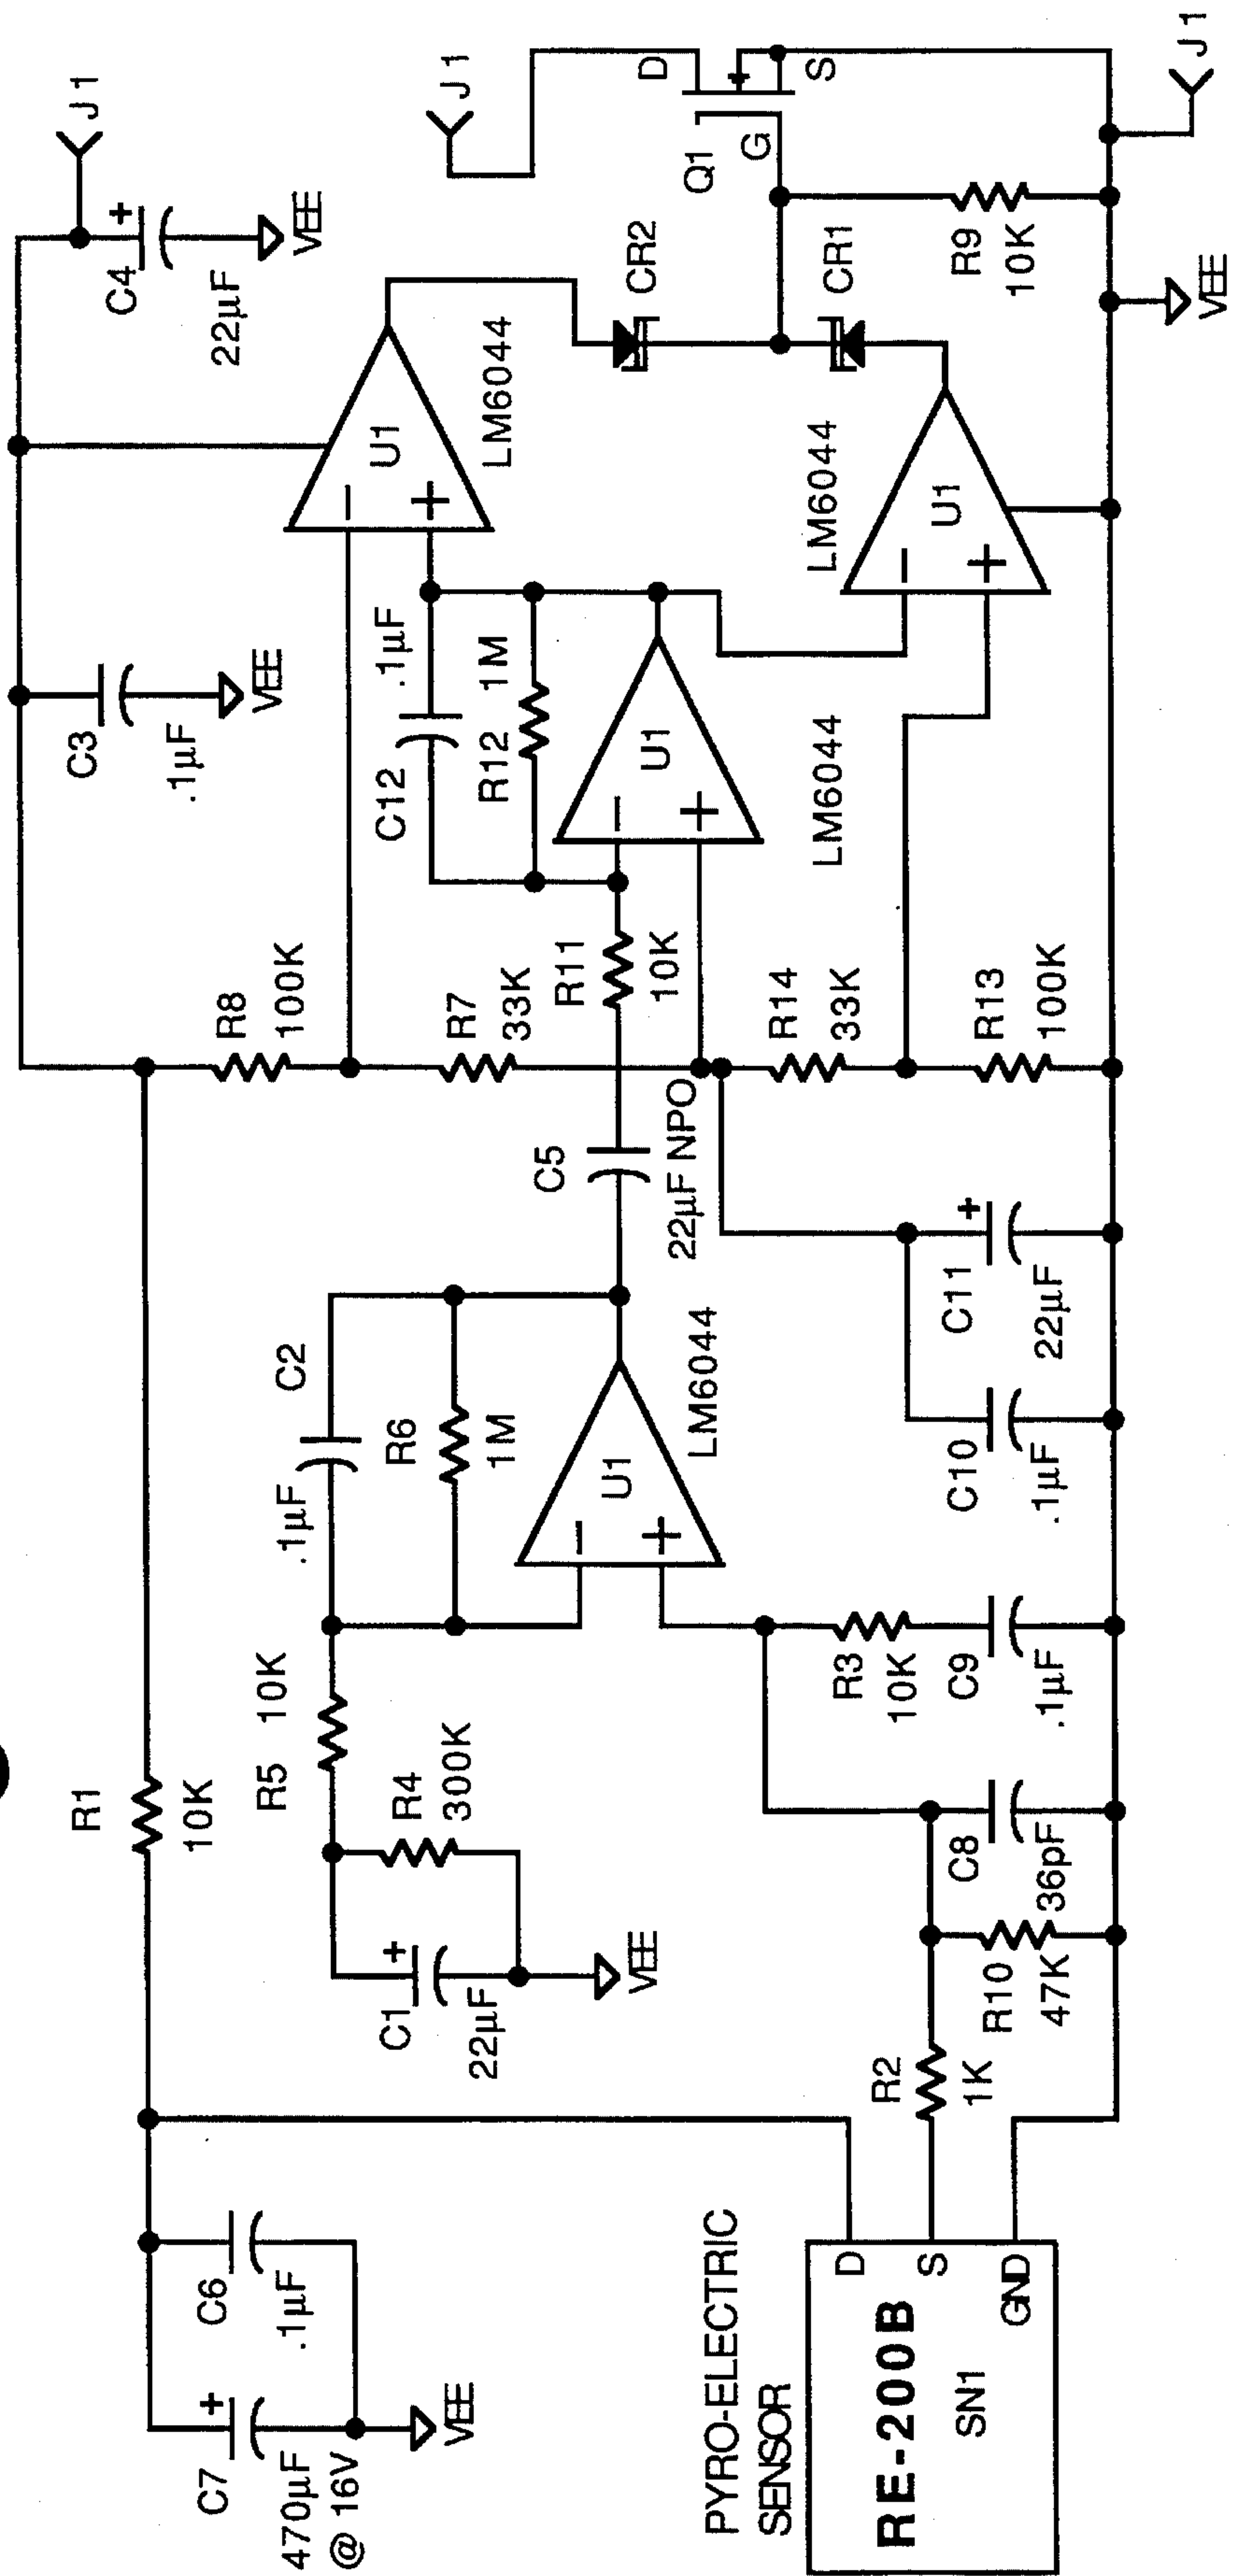 C7
470µF
@ 16V
C6
.1µF
VEE
PYRO-ELECTRIC
SENSOR
RE-200B
SN1
D
S
GND
R1
10K
R2
1K
C1
+
22µF
VEE
R4
300K
R5
10K
R10
47K
C8
36pF
R3
10K
C9
.1µF
C2
.1µF
R6
1M
U1
−
+
LM6044
C10
.1µF
C11
+
22µF
C5
22µF NPO
R8
100K
R7
33K
R11
10K
R14
33K
R13
100K
C12
.1µF
R12
1M
U1
−
+
LM6044
C3
.1µF
VEE
U1
−
+
LM6044
U1
−
+
LM6044
C4
+
22µF
VEE
J1
CR2
CR1
R9
10K
VEE
Q1
G
D
S
J1
J1
+